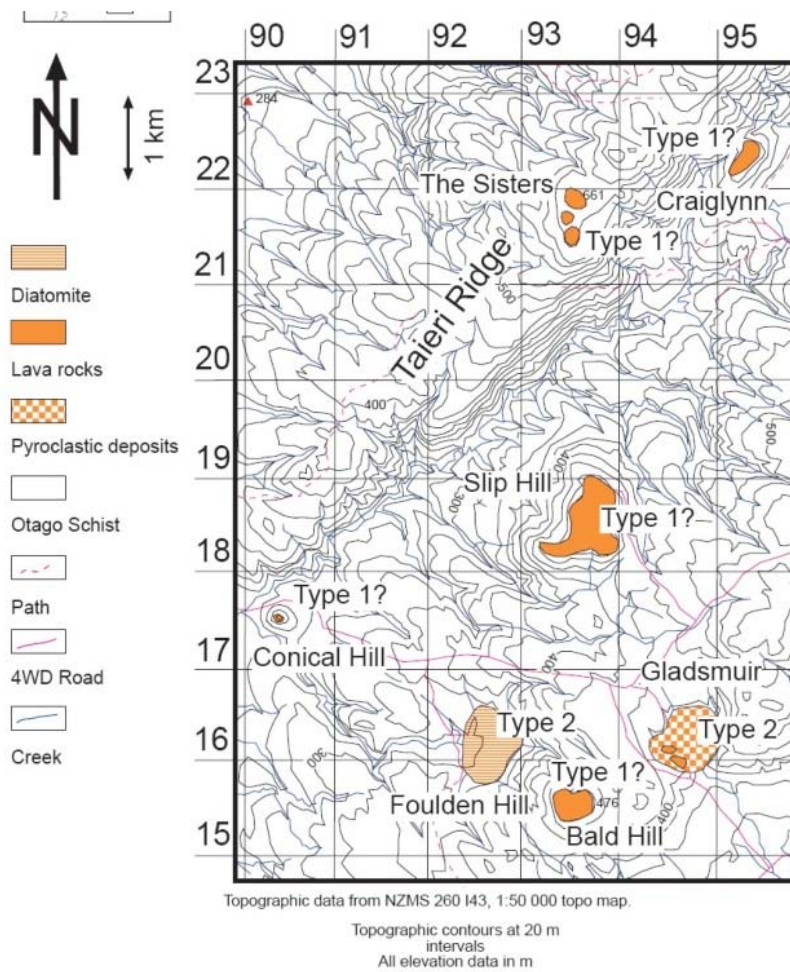 90 91 92 93 94 95
23
284
N
1 km
Type 1?
22
The Sisters
661
Craiglynn
Type 1?
21
Taieri Ridge
500
Diatomite
Lava rocks
20
400
Pyroclastic deposits
19
400
500
Slip Hill
300
Otago Schist
Type 1?
18
Path
Type 1?
17
Conical Hill
400
Gladsmuir
4WD Road
Type 2
Type 2
16
300
Creek
Type 1?
Foulden Hill
476
400
15
Bald Hill
Topographic data from NZMS 260 I43, 1:50 000 topo map.
Topographic contours at 20 m
intervals
All elevation data in m